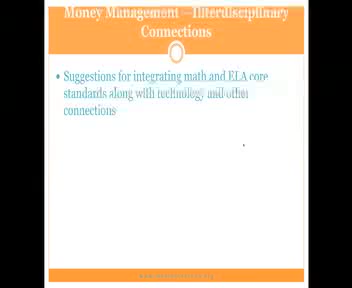 Money Management – Interdisciplinary
Connections
• Suggestions for integrating math and ELA core
standards along with technology and other
connections